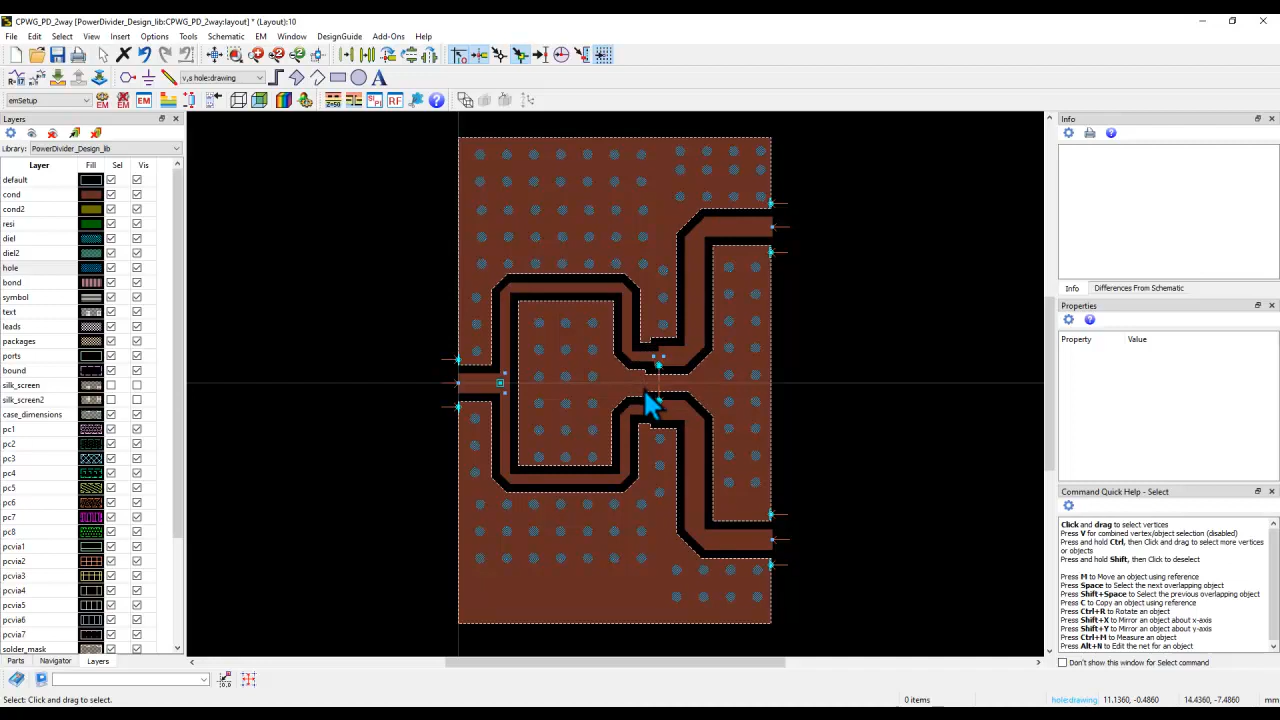 CPWG_PD_2way [PowerDivider_Design_lib:CPWG_PD_2way:layout] * (Layout):10
File Edit Select View Insert Options Tools Schematic EM Window DesignGuide Add-Ons Help
v,s hole:drawing
emSetup
Layers
Library: PowerDivider_Design_lib
Layer Fill Sel Vis
default
cond
cond2
resi
diel
diel2
hole
bond
symbol
text
leads
packages
ports
bound
silk_screen
silk_screen2
case_dimensions
pc1
pc2
pc3
pc4
pc5
pc6
pc7
pc8
pcvia1
pcvia2
pcvia3
pcvia4
pcvia5
pcvia6
pcvia7
solder_mask
Parts Navigator Layers
Info
Info Differences From Schematic
Properties
Property Value
Command Quick Help - Select
Click and drag to select vertices
Press V for combined vertex/object selection (disabled)
Press and hold Ctrl, then Click and drag to select more vertices
or objects
Press and hold Shift, then Click to deselect
Press M to Move an object using reference
Press Space to Select the next overlapping object
Press Shift+Space to Select the previous overlapping object
Press C to Copy an object using reference
Press Ctrl+R to Rotate an object
Press Shift+X to Mirror an object about x-axis
Press Shift+Y to Mirror an object about y-axis
Press Ctrl+M to Measure an object
Press Alt+N to Edit the net for an object
Don't show this window for Select command
Select: Click and drag to select.
0 items
hole:drawing 11.1360, -0.4860 14.4360, -7.4860 mm